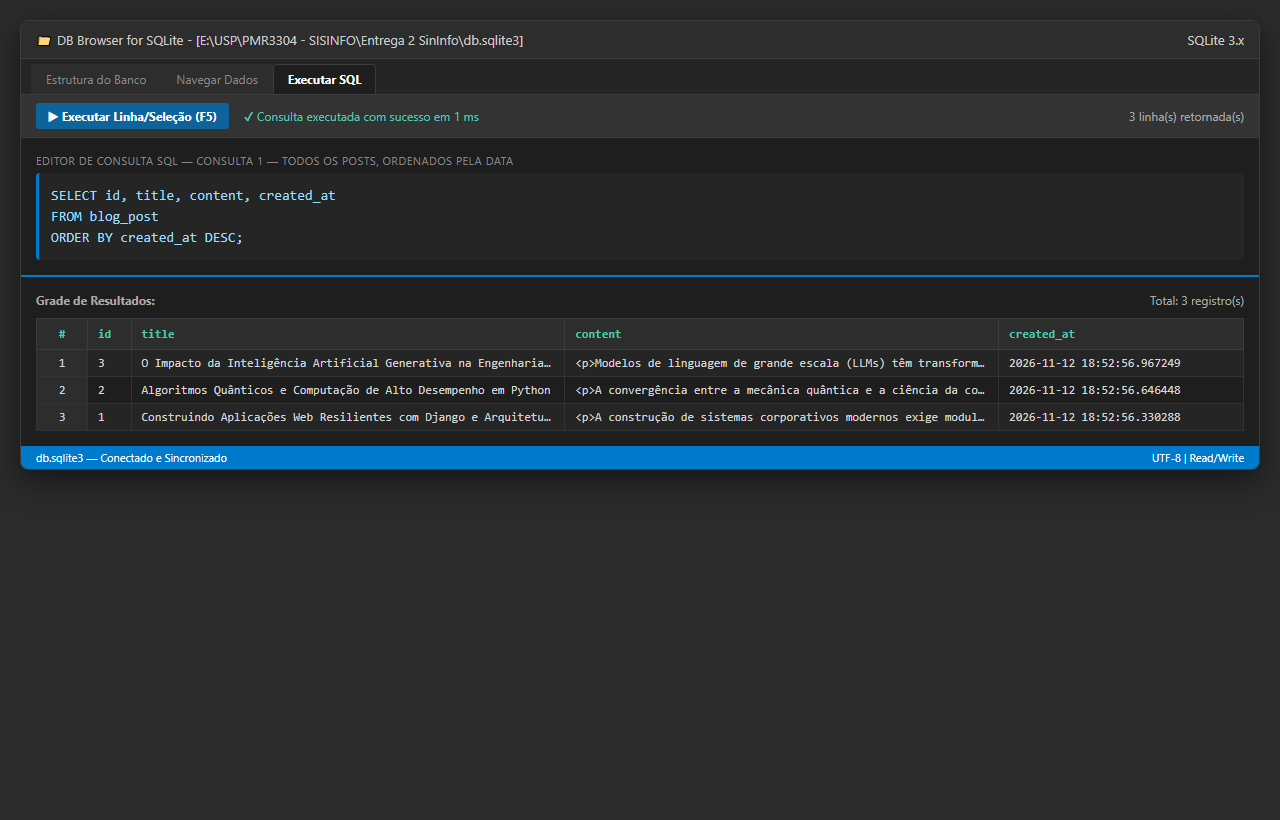 DB Browser for SQLite - [E:\USP\PMR3304 - SISINFO\Entrega 2 SinInfo\db.sqlite3] SQLite 3.x
Estrutura do Banco Navegar Dados Executar SQL
▶ Executar Linha/Seleção (F5) ✓ Consulta executada com sucesso em 1 ms 3 linha(s) retornada(s)
EDITOR DE CONSULTA SQL — CONSULTA 1 — TODOS OS POSTS, ORDENADOS PELA DATA
SELECT id, title, content, created_at
FROM blog_post
ORDER BY created_at DESC;
Grade de Resultados: Total: 3 registro(s)
# id title content created_at
1 3 O Impacto da Inteligência Artificial Generativa na Engenharia… <p>Modelos de linguagem de grande escala (LLMs) têm transform… 2026-11-12 18:52:56.967249
2 2 Algoritmos Quânticos e Computação de Alto Desempenho em Python <p>A convergência entre a mecânica quântica e a ciência da co… 2026-11-12 18:52:56.646448
3 1 Construindo Aplicações Web Resilientes com Django e Arquitetu… <p>A construção de sistemas corporativos modernos exige modul… 2026-11-12 18:52:56.330288
db.sqlite3 — Conectado e Sincronizado UTF-8 | Read/Write